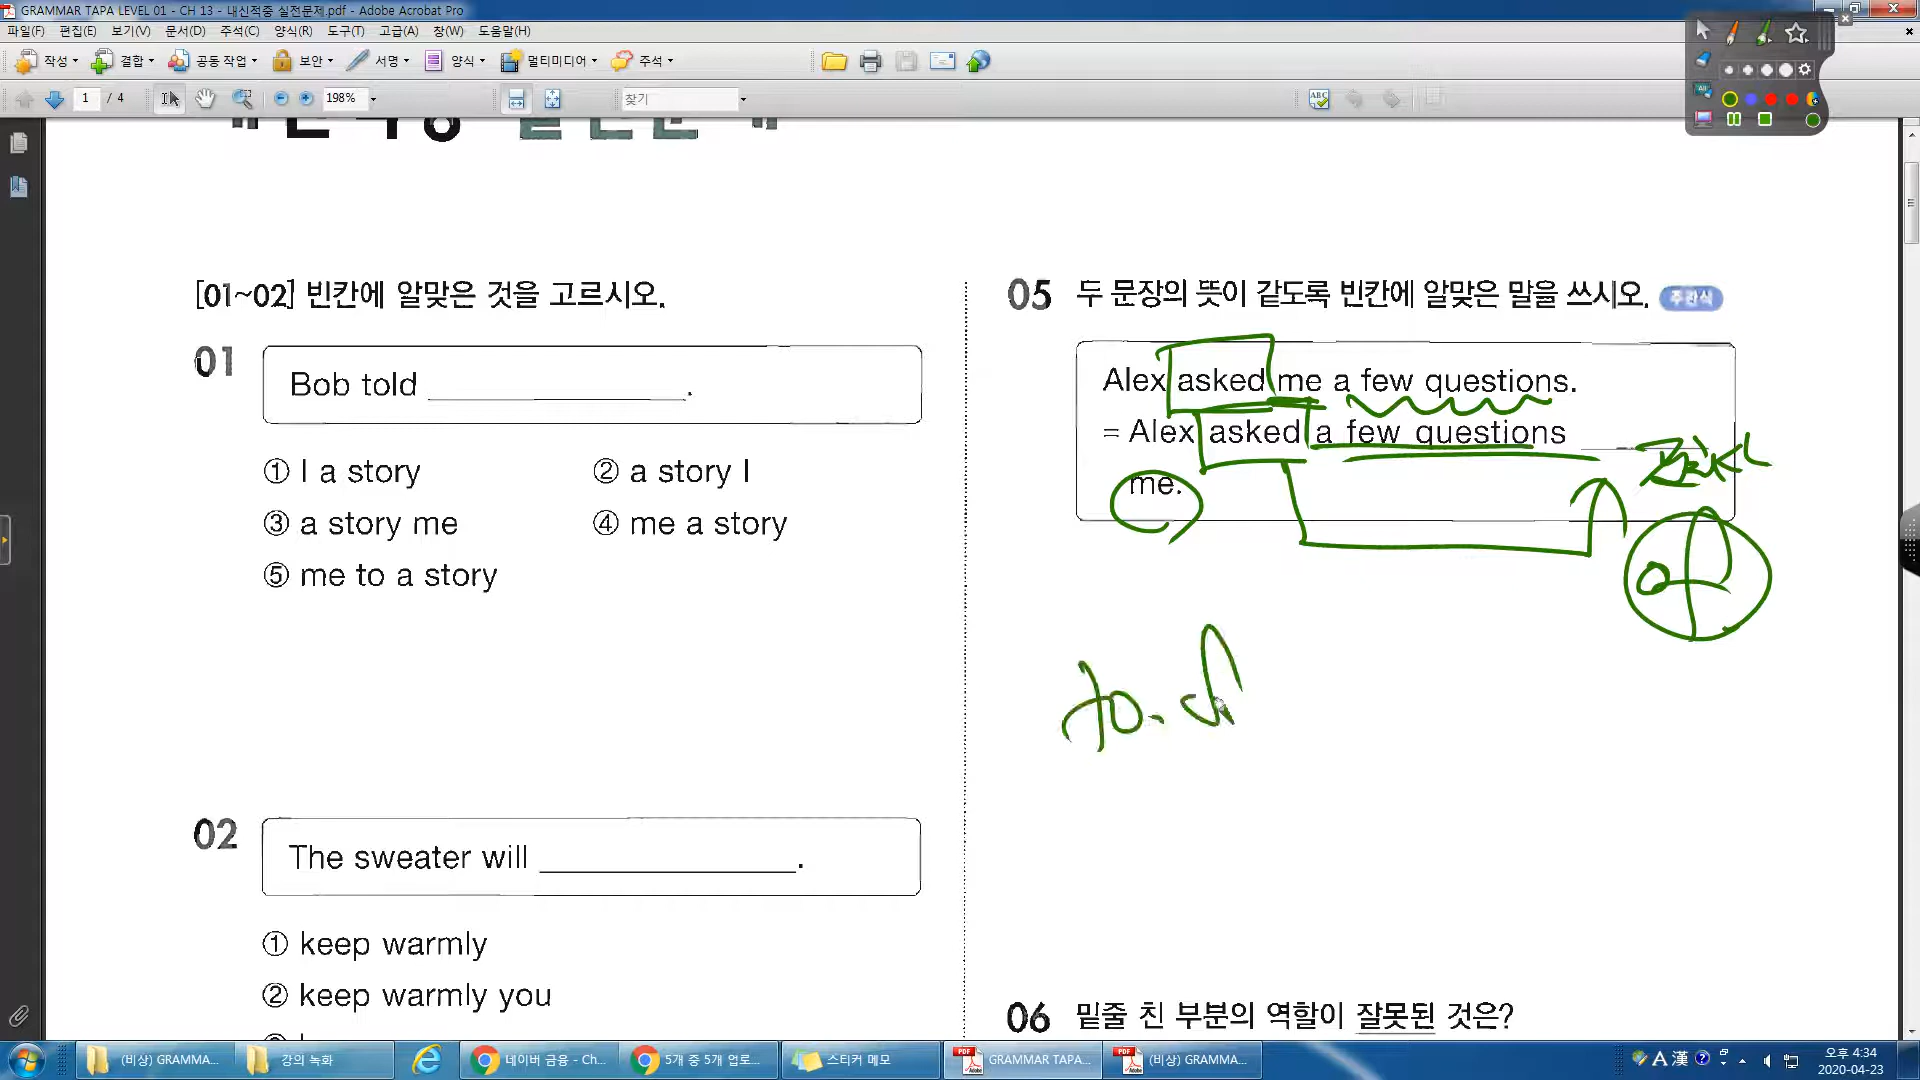 GRAMMAR TAPA LEVEL 01 - CH 13 - 내신적중 실전문제.pdf - Adobe Acrobat Pro
파일(F) 편집(E) 보기(V) 문서(D) 주석(C) 양식(R) 도구(T) 고급(A) 창(W) 도움말(H)
작성 결합 공동 작업 보안 서명 양식 멀티미디어 주석
1 / 4 198% 찾기
[01~02] 빈칸에 알맞은 것을 고르시오.
01
Bob told ______________.
① I a story
② a story I
③ a story me
④ me a story
⑤ me to a story
02
The sweater will ______________.
① keep warmly
② keep warmly you
05 두 문장의 뜻이 같도록 빈칸에 알맞은 말을 쓰시오. 주관식
Alex asked me a few questions.
= Alex asked a few questions ______
me.
of
to.
06 밑줄 친 부분의 역할이 잘못된 것은?
(비상) GRAMMA... 강의 녹화 네이버 금융 - Ch... 5개 중 5개 업로... 스티커 메모 GRAMMAR TAPA... (비상) GRAMMA...
A 漢
오후 4:34
2020-04-23